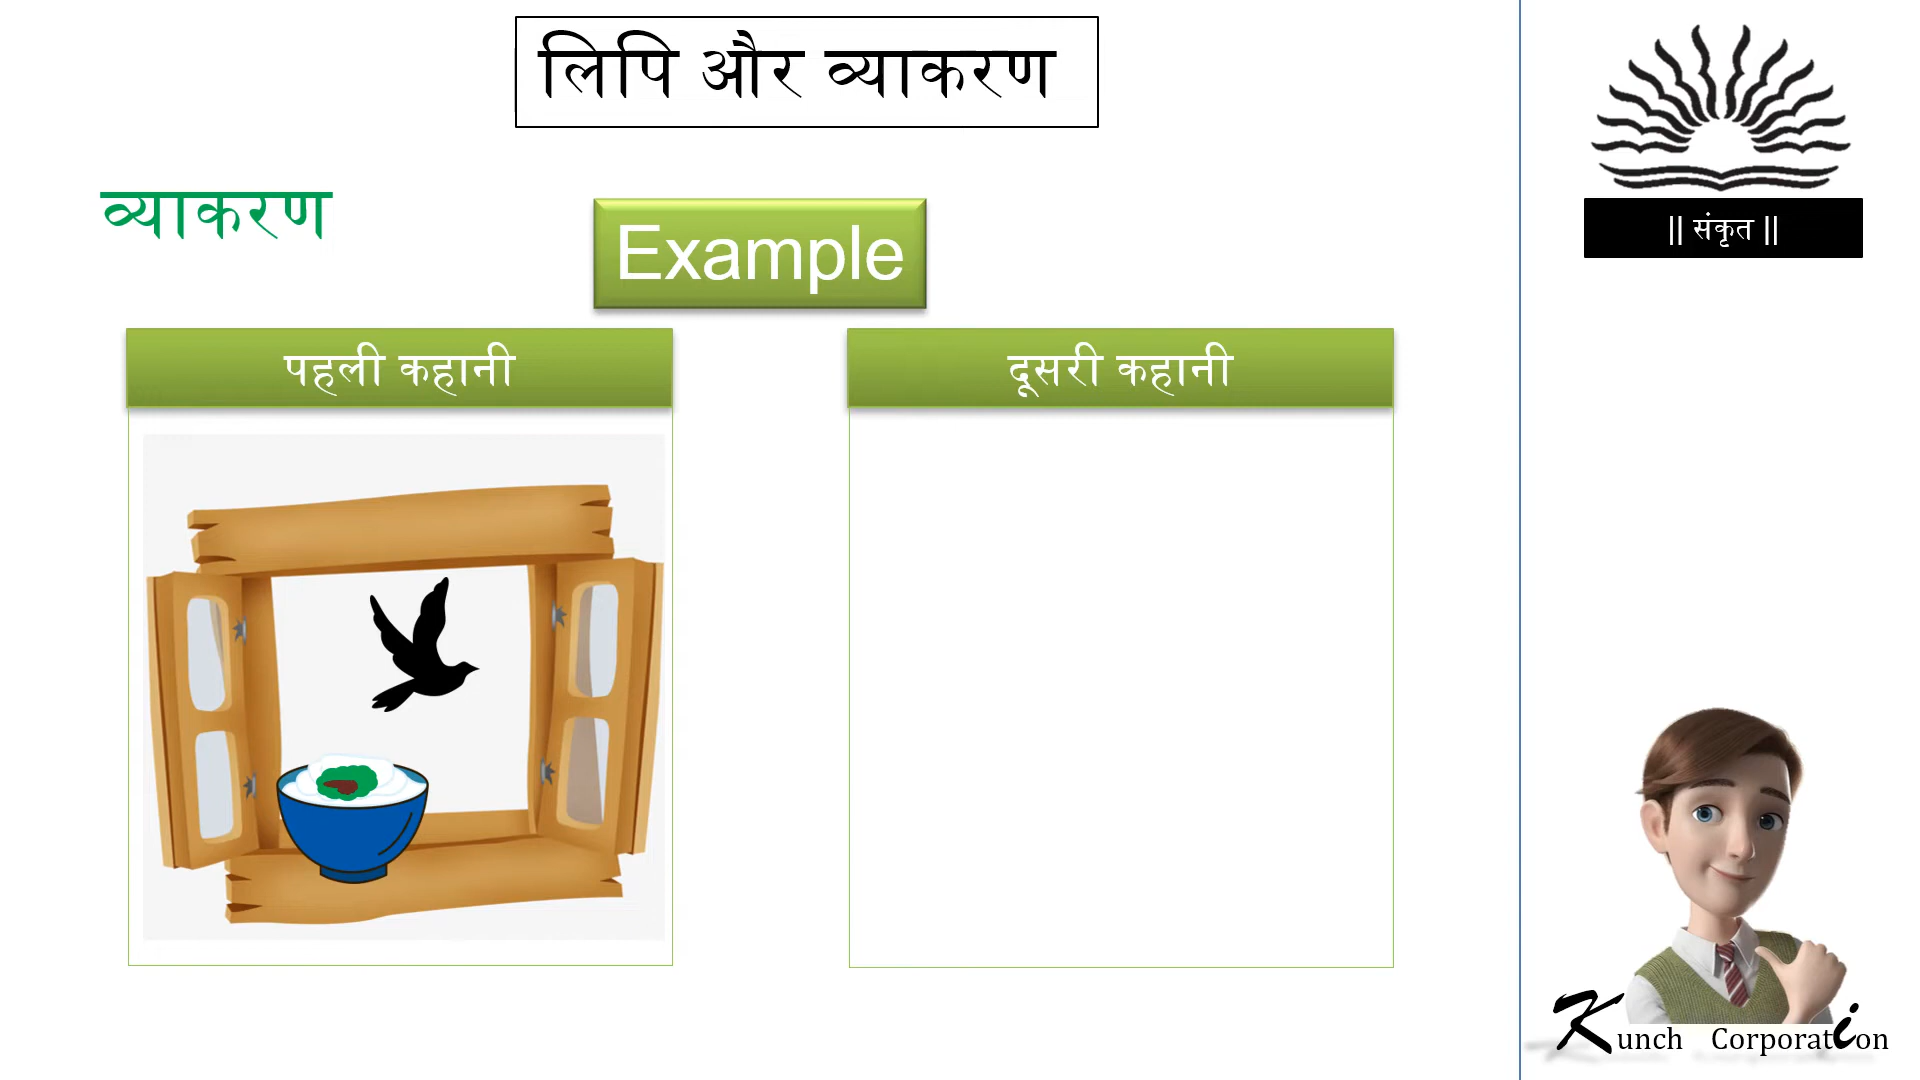 लिपि और व्याकरण
|| संकृत ||
व्याकरण
Example
पहली कहानी
दूसरी कहानी
Kunch Corporation